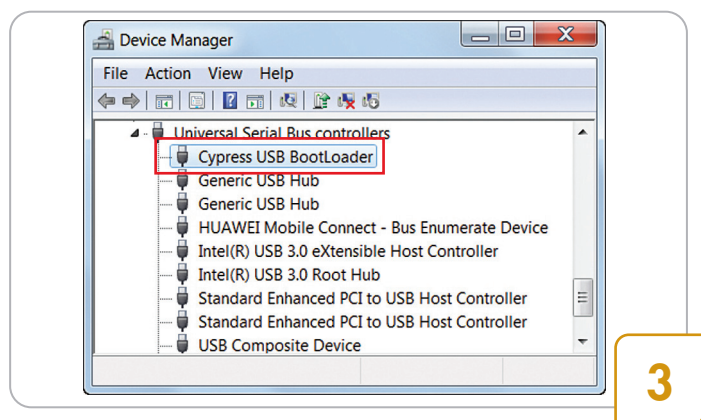 Device Manager
X
File Action View Help
Universal Serial Bus controllers
Cypress USB BootLoader
Generic USB Hub
Generic USB Hub
HUAWEI Mobile Connect - Bus Enumerate Device
Intel(R) USB 3.0 eXtensible Host Controller
Intel(R) USB 3.0 Root Hub
Standard Enhanced PCI to USB Host Controller
Standard Enhanced PCI to USB Host Controller
USB Composite Device
3